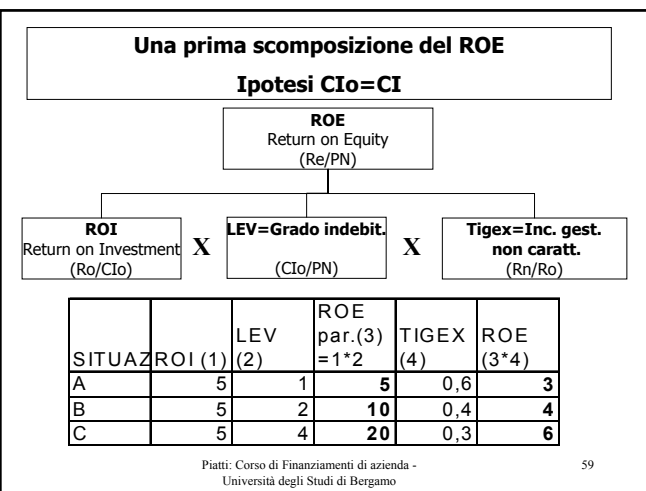 Una prima scomposizione del ROE
Ipotesi CIo=CI
ROE
Return on Equity
(Re/PN)
ROI
Return on Investment
(Ro/CIo)
X
LEV=Grado indebit.
(CIo/PN)
X
Tigex=Inc. gest.
non caratt.
(Rn/Ro)
SITUAZ ROI (1) LEV (2) ROE par.(3) =1*2 TIGEX (4) ROE (3*4)
A 5 1 5 0,6 3
B 5 2 10 0,4 4
C 5 4 20 0,3 6
Piatti: Corso di Finanziamenti di azienda -
Università degli Studi di Bergamo
59